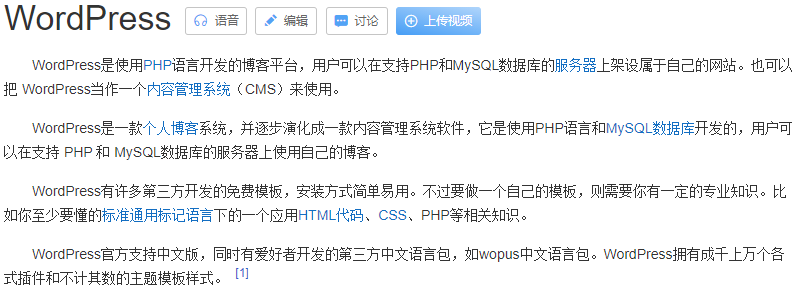 WordPress 语音 编辑 讨论 上传视频
WordPress是使用PHP语言开发的博客平台，用户可以在支持PHP和MySQL数据库的服务器上架设属于自己的网站。也可以
把 WordPress当作一个内容管理系统（CMS）来使用。
WordPress是一款个人博客系统，并逐步演化成一款内容管理系统软件，它是使用PHP语言和MySQL数据库开发的，用户可
以在支持 PHP 和 MySQL数据库的服务器上使用自己的博客。
WordPress有许多第三方开发的免费模板，安装方式简单易用。不过要做一个自己的模板，则需要你有一定的专业知识。比
如你至少要懂的标准通用标记语言下的一个应用HTML代码、CSS、PHP等相关知识。
WordPress官方支持中文版，同时有爱好者开发的第三方中文语言包，如wopus中文语言包。WordPress拥有成千上万个各
式插件和不计其数的主题模板样式。 [1]